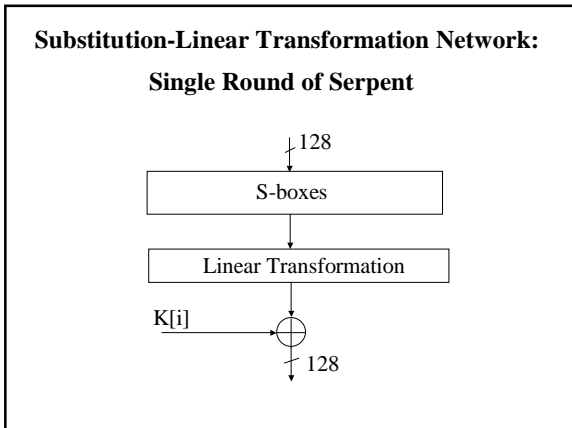 Substitution-Linear Transformation Network:
Single Round of Serpent
128
S-boxes
Linear Transformation
K[i]
128